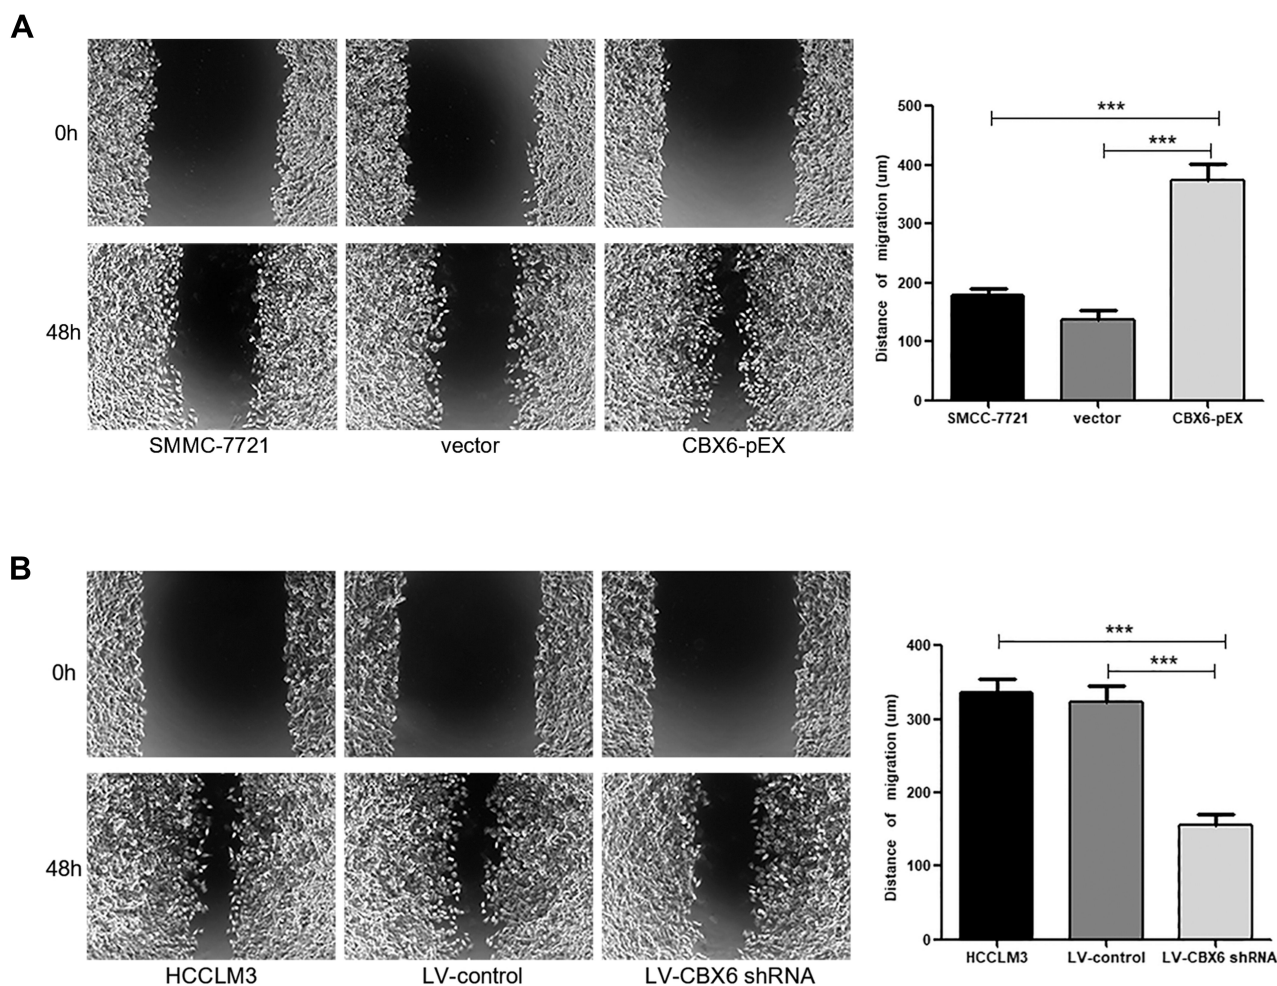 A
0h
48h
SMMC-7721
vector
CBX6-pEX
Distance of migration (um)
500
400
300
200
100
0
***
***
SMCC-7721
vector
CBX6-pEX
B
0h
48h
HCCLM3
LV-control
LV-CBX6 shRNA
Distance of migration (um)
400
300
200
100
0
***
***
HCCLM3
LV-control
LV-CBX6 shRNA